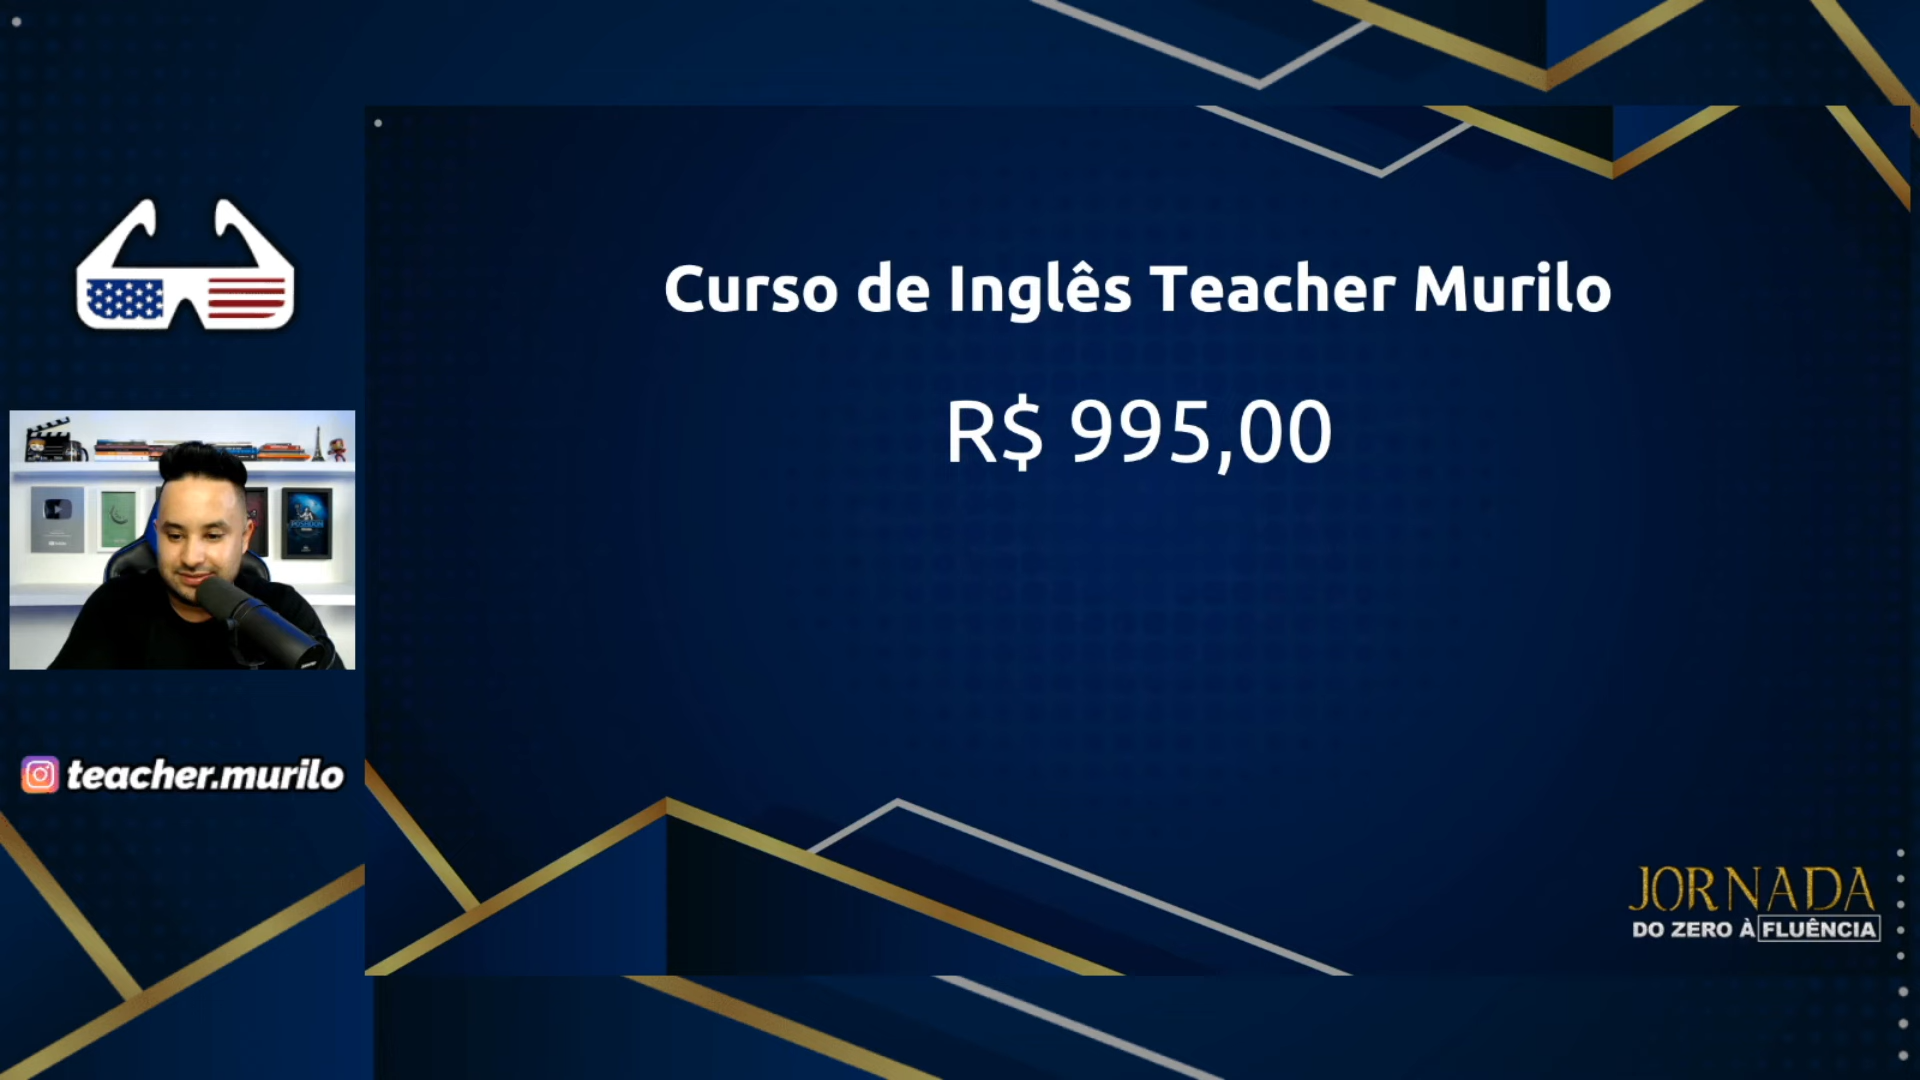 Curso de Inglês Teacher Murilo
R$ 995,00
teacher.murilo
JORNADA
DO ZERO À FLUÊNCIA